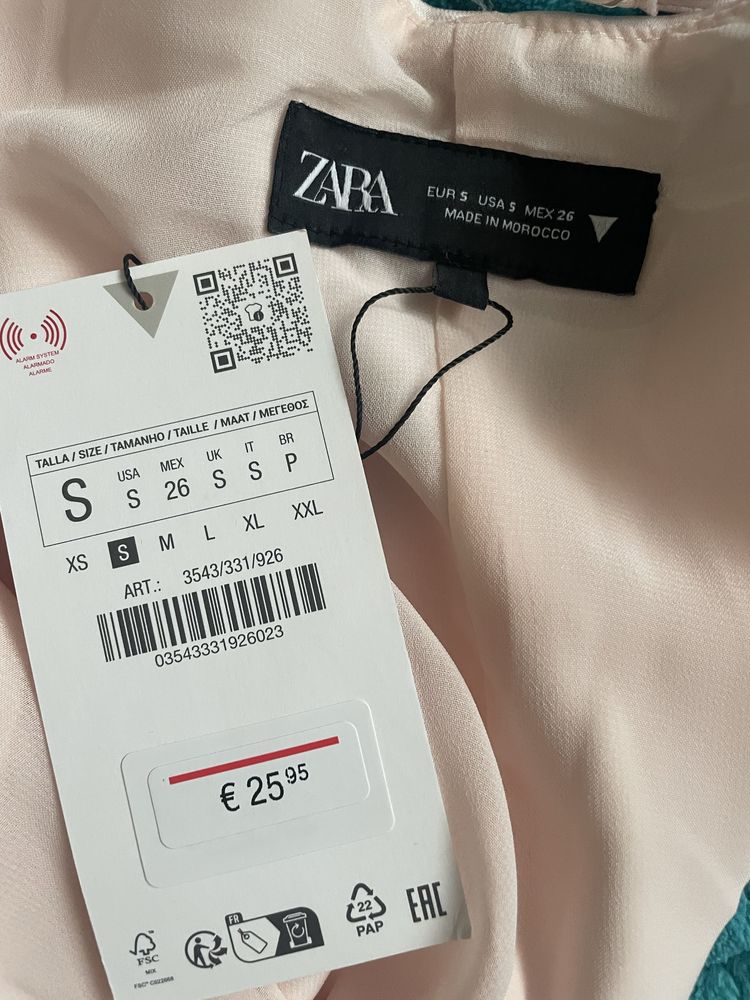 ZARA
EUR S USA S MEX 26
MADE IN MOROCCO
ALARM SYSTEM
ALARMADO
ALARME
TALLA / SIZE / TAMANHO / TAILLE / MAAT / ΜΕΓΕΘΟΣ
S
USA MEX UK IT BR
S 26 S S P
XS S M L XL XXL
ART.: 3543/331/926
03543331926023
€ 25 95
FSC
MIX
FSC® C022668
FR
22
PAP
EAC